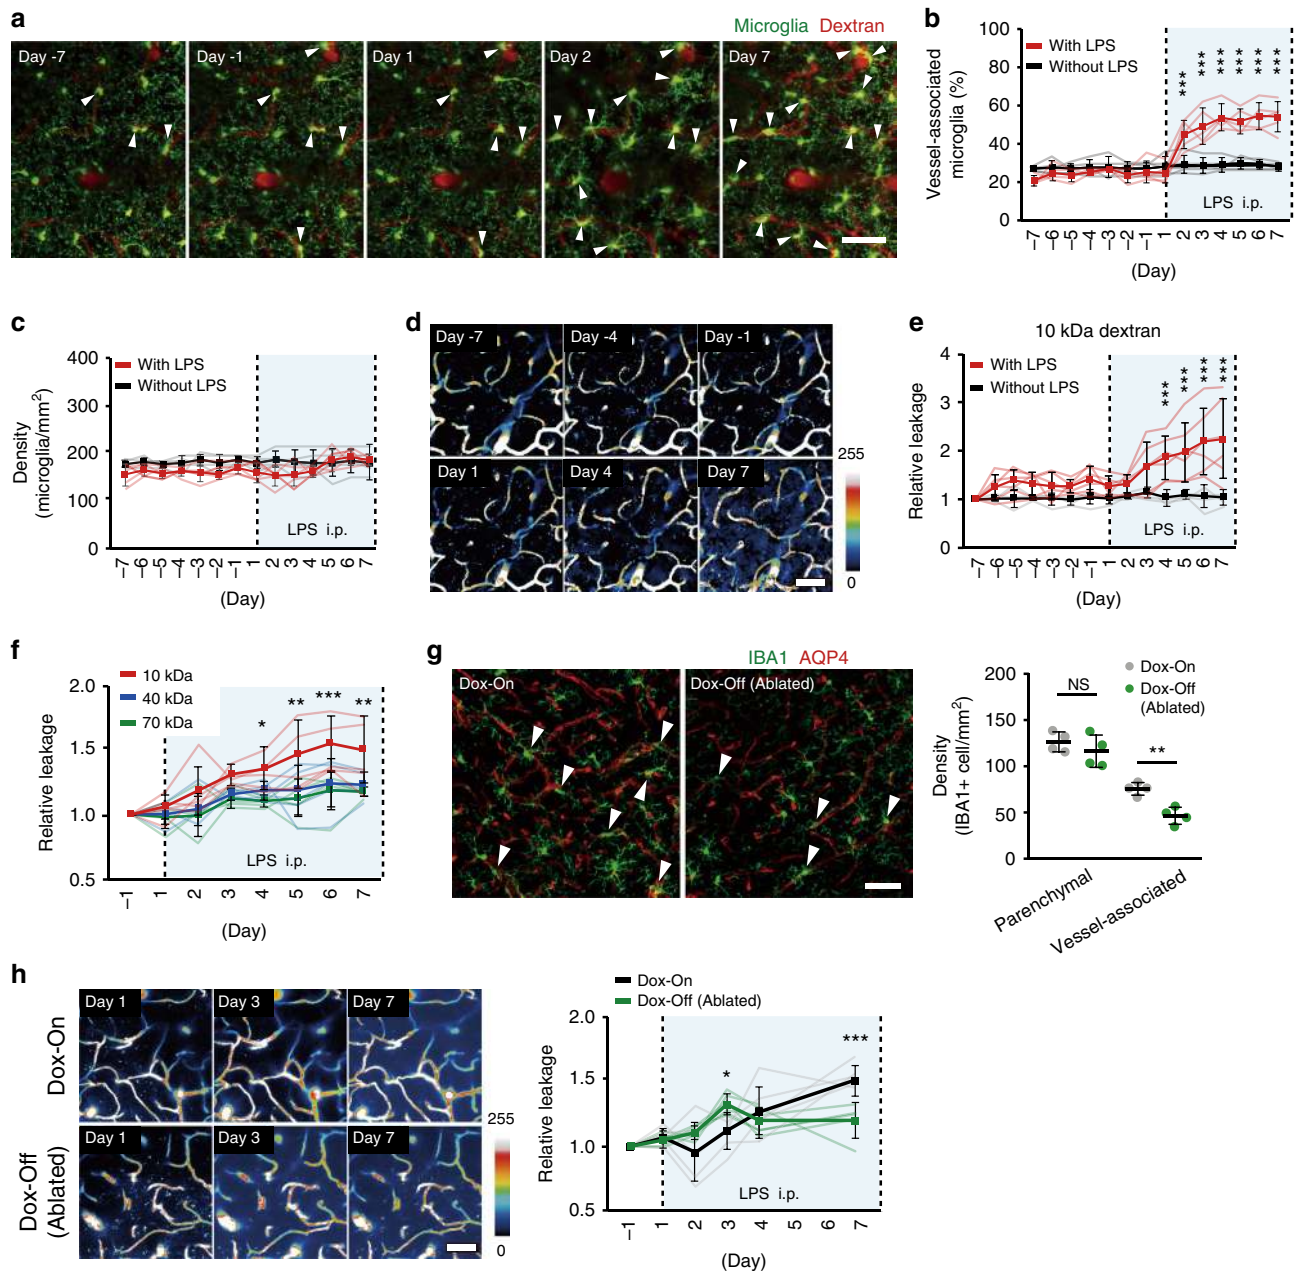 a
Microglia Dextran
Day -7
Day -1
Day 1
Day 2
Day 7
b
Vessel-associated
microglia (%)
100
80
60
40
20
0
With LPS
Without LPS
***
***
***
***
***
***
LPS i.p.
−7 −6 −5 −4 −3 −2 −1 1 2 3 4 5 6 7
(Day)
c
Density
(microglia/mm²)
400
300
200
100
0
With LPS
Without LPS
LPS i.p.
−7 −6 −5 −4 −3 −2 −1 1 2 3 4 5 6 7
(Day)
d
Day -7
Day -4
Day -1
Day 1
Day 4
Day 7
255
0
e
10 kDa dextran
Relative leakage
4
3
2
1
0
With LPS
Without LPS
***
***
***
***
LPS i.p.
−7 −6 −5 −4 −3 −2 −1 1 2 3 4 5 6 7
(Day)
f
Relative leakage
2.0
1.5
1.0
0.5
10 kDa
40 kDa
70 kDa
*
**
***
**
LPS i.p.
−1 1 2 3 4 5 6 7
(Day)
g
IBA1 AQP4
Dox-On
Dox-Off (Ablated)
Density
(IBA1+ cell/mm²)
200
150
100
50
0
Dox-On
Dox-Off
(Ablated)
NS
**
Parenchymal
Vessel-associated
h
Dox-On
Day 1
Day 3
Day 7
Dox-Off
(Ablated)
Day 1
Day 3
Day 7
255
0
Dox-On
Dox-Off (Ablated)
Relative leakage
2.0
1.5
1.0
0.5
*
***
LPS i.p.
−1 1 2 3 4 5 6 7
(Day)